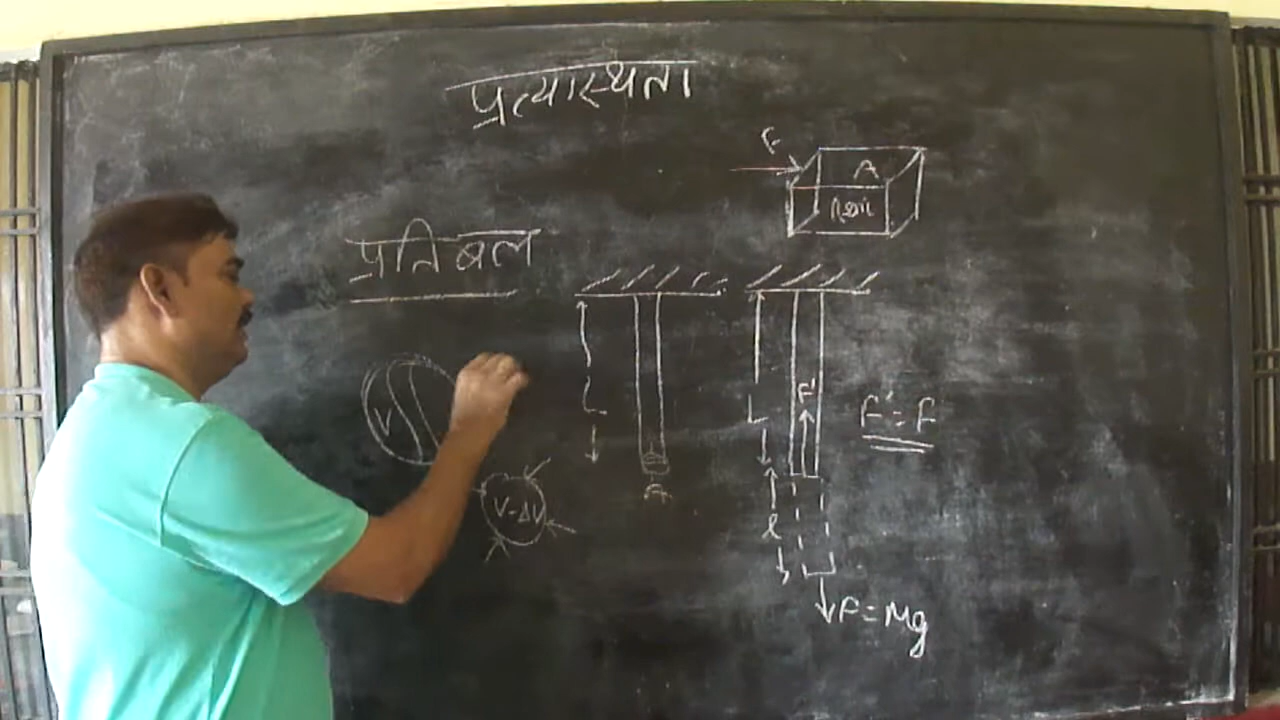 प्रत्यास्थता
F
A
प्रतिबल
V
L
L
F'
F' = F
A
V-ΔV
l
F = Mg